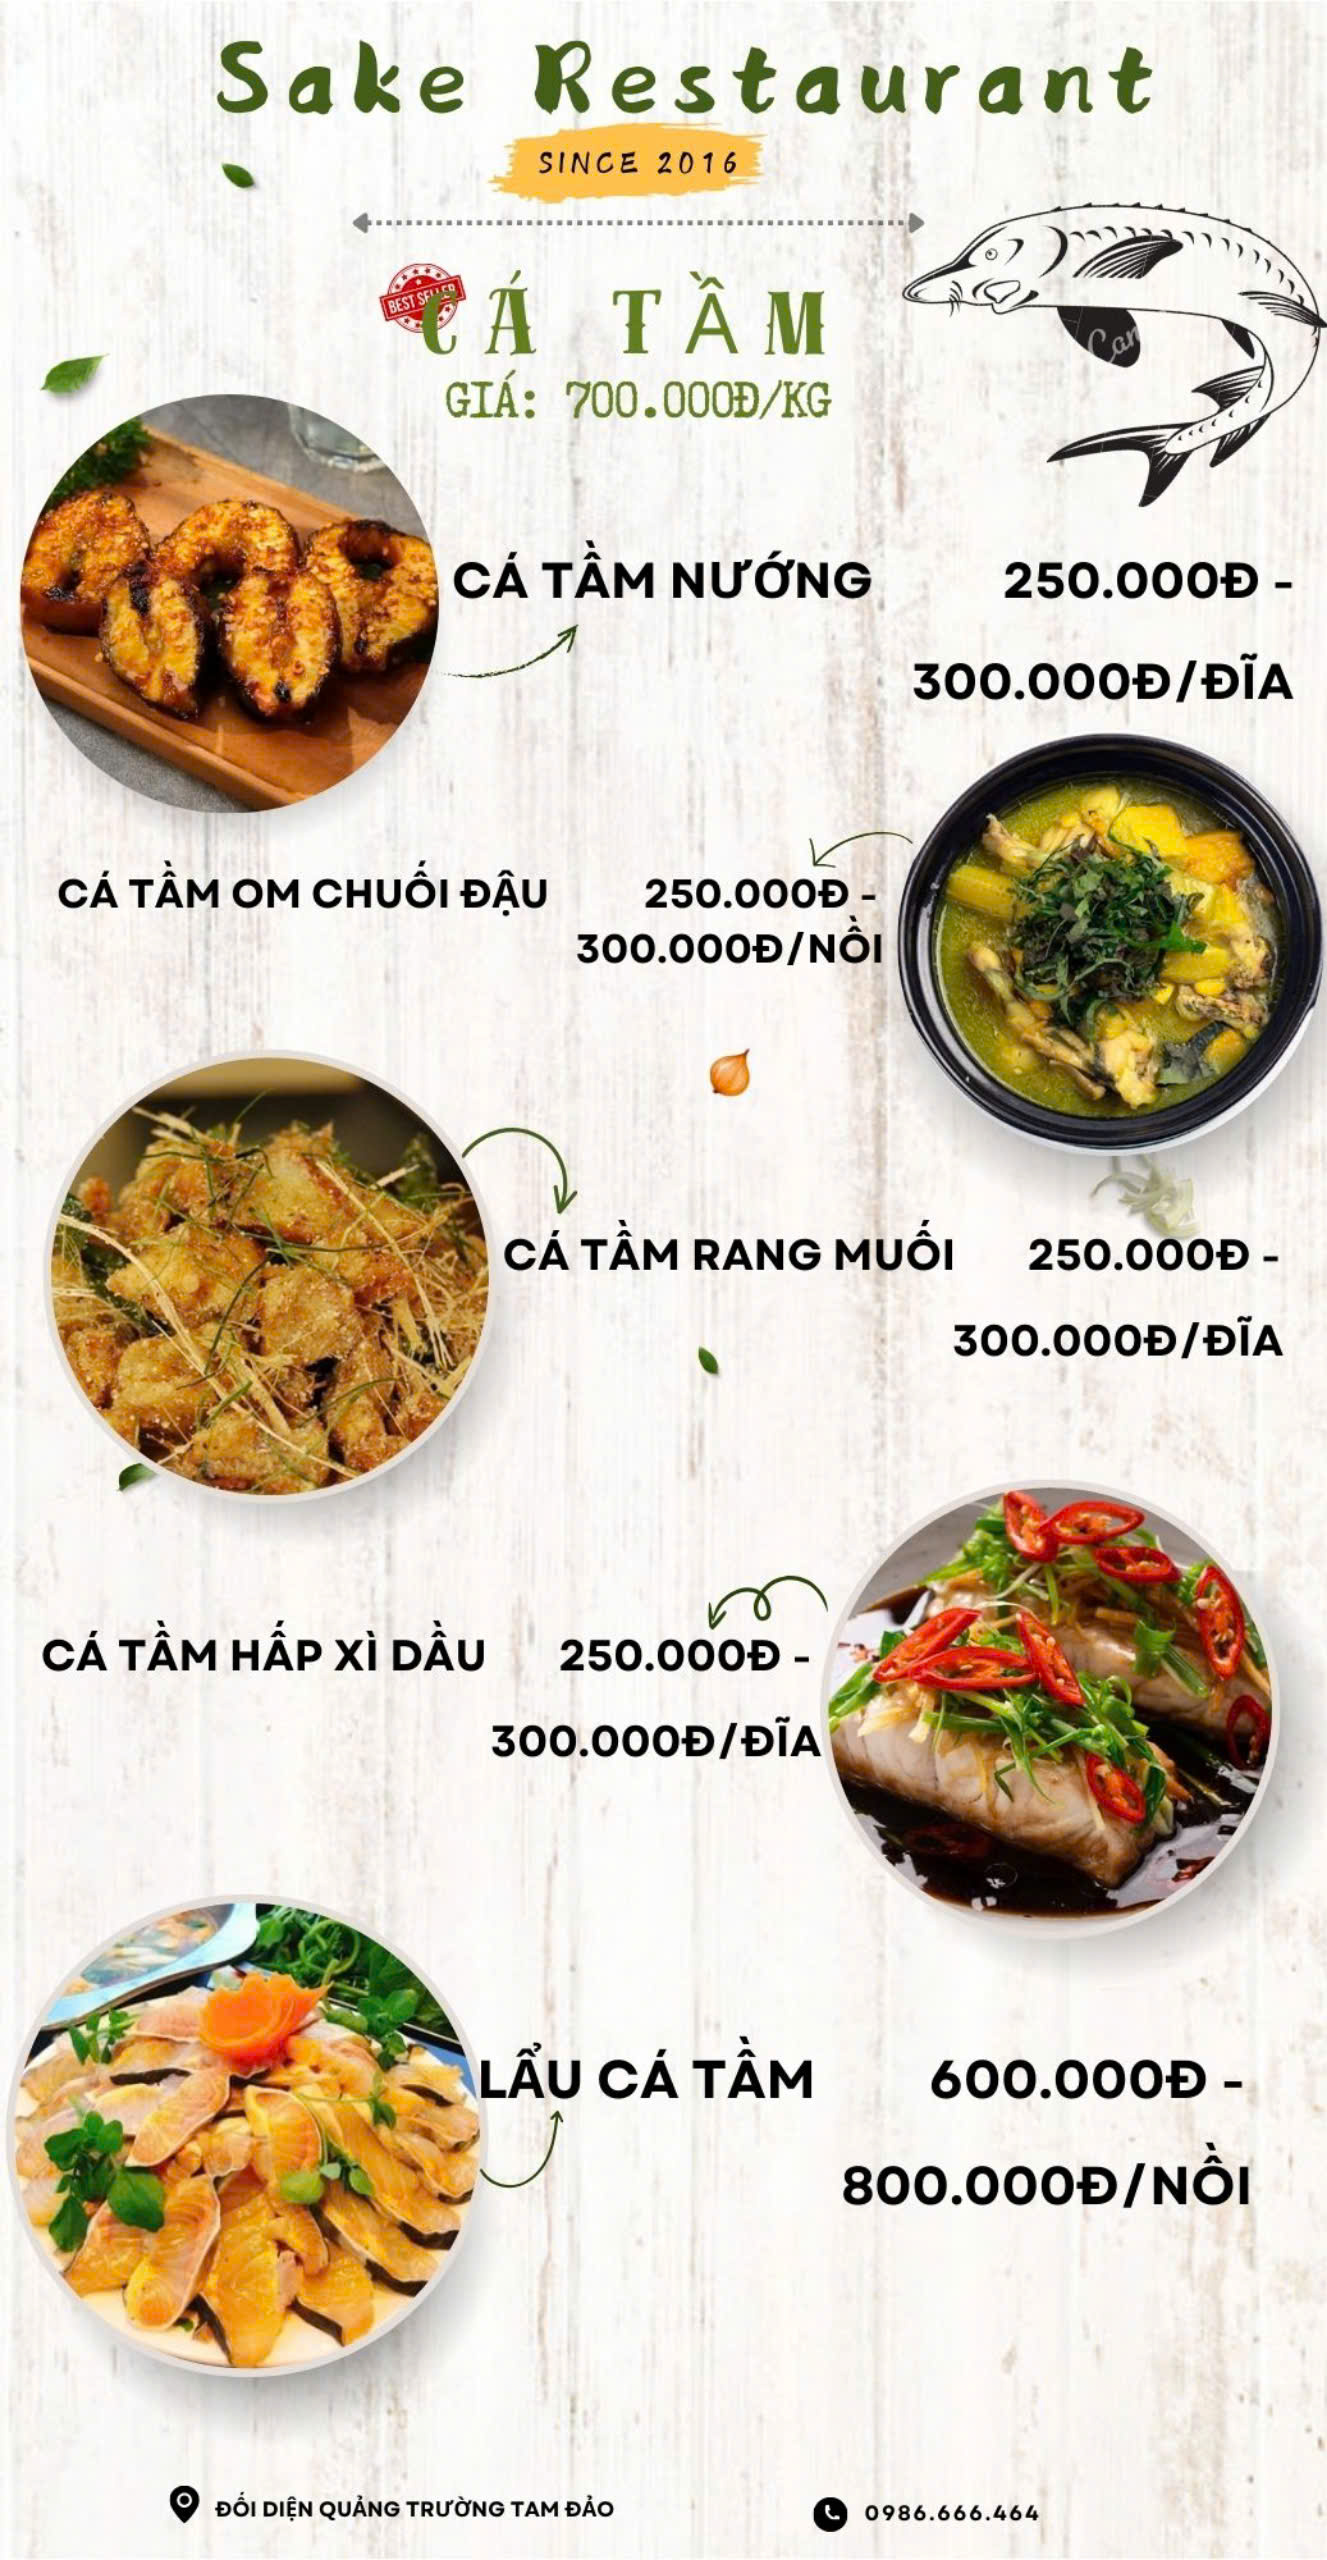 Sake Restaurant
SINCE 2016
BEST SELLER
CÁ TẦM
GIÁ: 700.000Đ/KG
CÁ TẦM NƯỚNG 250.000Đ -
300.000Đ/ĐĨA
CÁ TẦM OM CHUỐI ĐẬU 250.000Đ -
300.000Đ/NỒI
CÁ TẦM RANG MUỐI 250.000Đ -
300.000Đ/ĐĨA
CÁ TẦM HẤP XÌ DẦU 250.000Đ -
300.000Đ/ĐĨA
LẨU CÁ TẦM 600.000Đ -
800.000Đ/NỒI
ĐỐI DIỆN QUẢNG TRƯỜNG TAM ĐẢO 0986.666.464